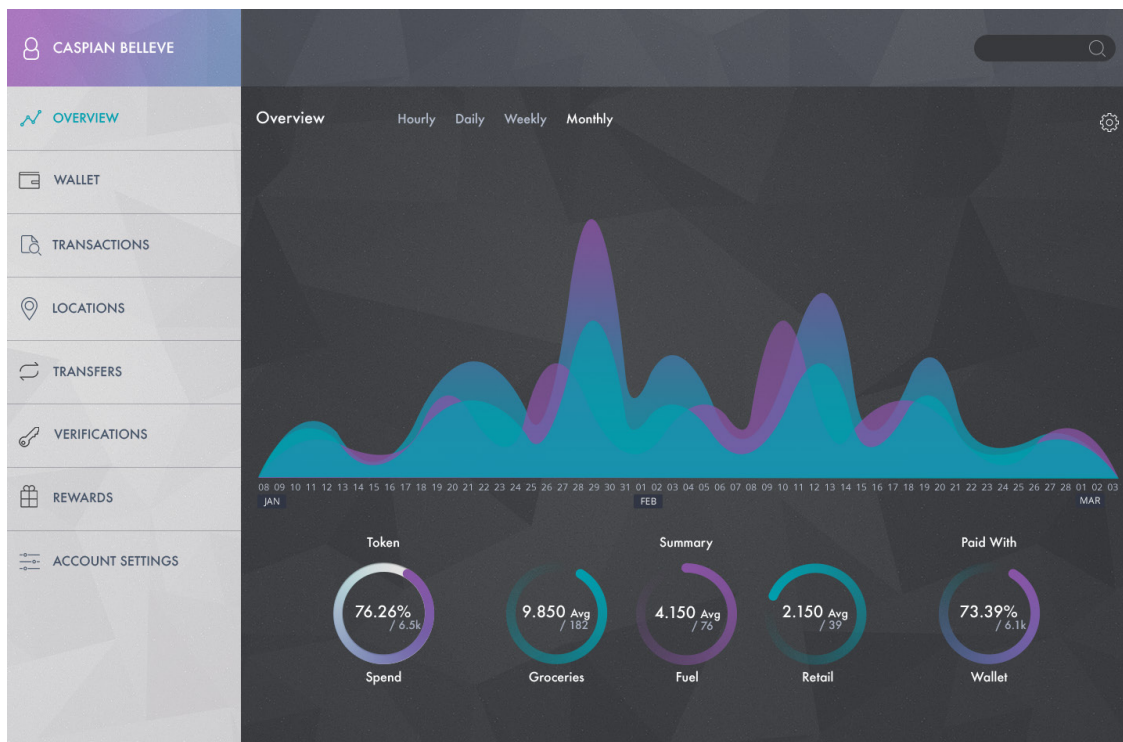 CASPIAN BELLEVE
OVERVIEW
WALLET
TRANSACTIONS
LOCATIONS
TRANSFERS
VERIFICATIONS
REWARDS
ACCOUNT SETTINGS
Overview Hourly Daily Weekly Monthly
08 09 10 11 12 13 14 15 16 17 18 19 20 21 22 23 24 25 26 27 28 29 30 31 01 02 03 04 05 06 07 08 09 10 11 12 13 14 15 16 17 18 19 20 21 22 23 24 25 26 27 28 01 02 03
JAN FEB MAR
Token Summary Paid With
76.26% 9.850 Avg 4.150 Avg 2.150 Avg 73.39%
/ 6.5k / 182 / 76 / 39 / 6.1k
Spend Groceries Fuel Retail Wallet